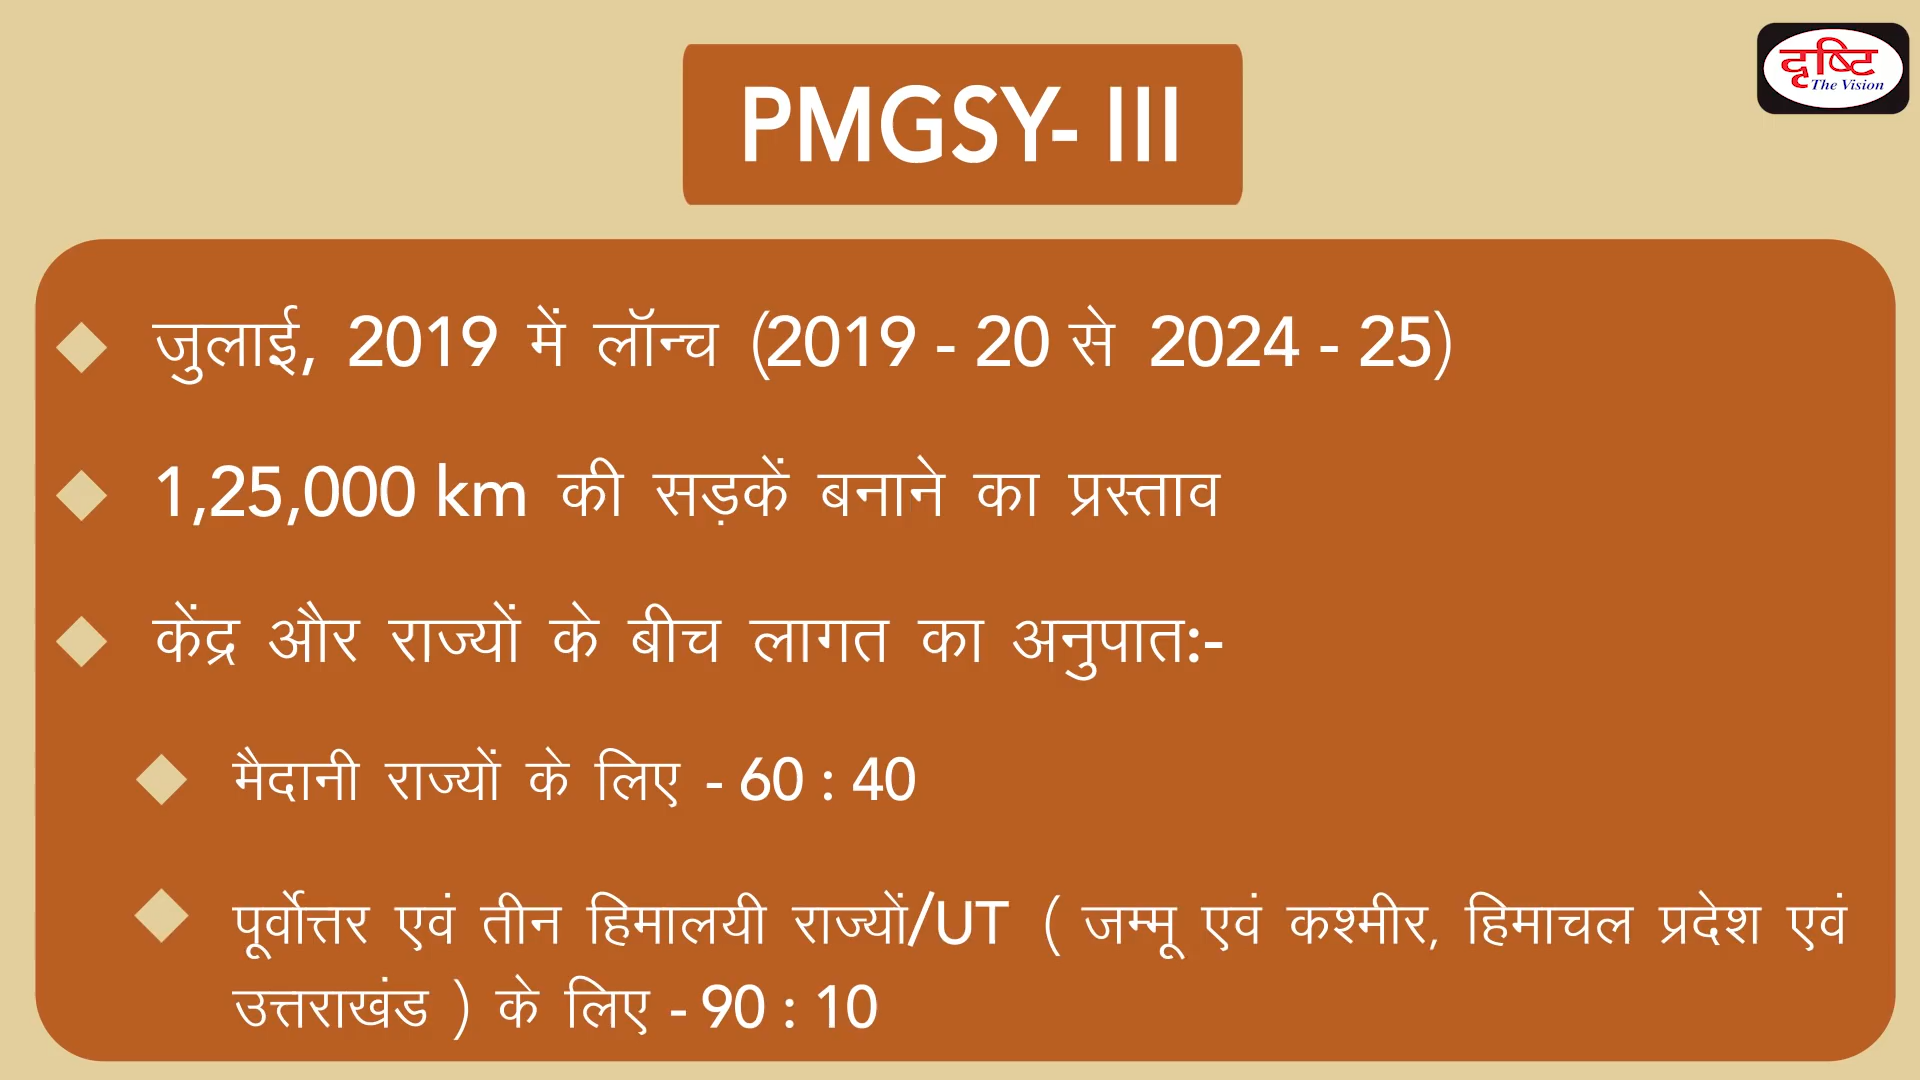 दृष्टि
The Vision
PMGSY- III
जुलाई, 2019 में लॉन्च (2019 - 20 से 2024 - 25)
1,25,000 km की सड़कें बनाने का प्रस्ताव
केंद्र और राज्यों के बीच लागत का अनुपात:-
मैदानी राज्यों के लिए - 60 : 40
पूर्वोत्तर एवं तीन हिमालयी राज्यों/UT ( जम्मू एवं कश्मीर, हिमाचल प्रदेश एवं
उत्तराखंड ) के लिए - 90 : 10